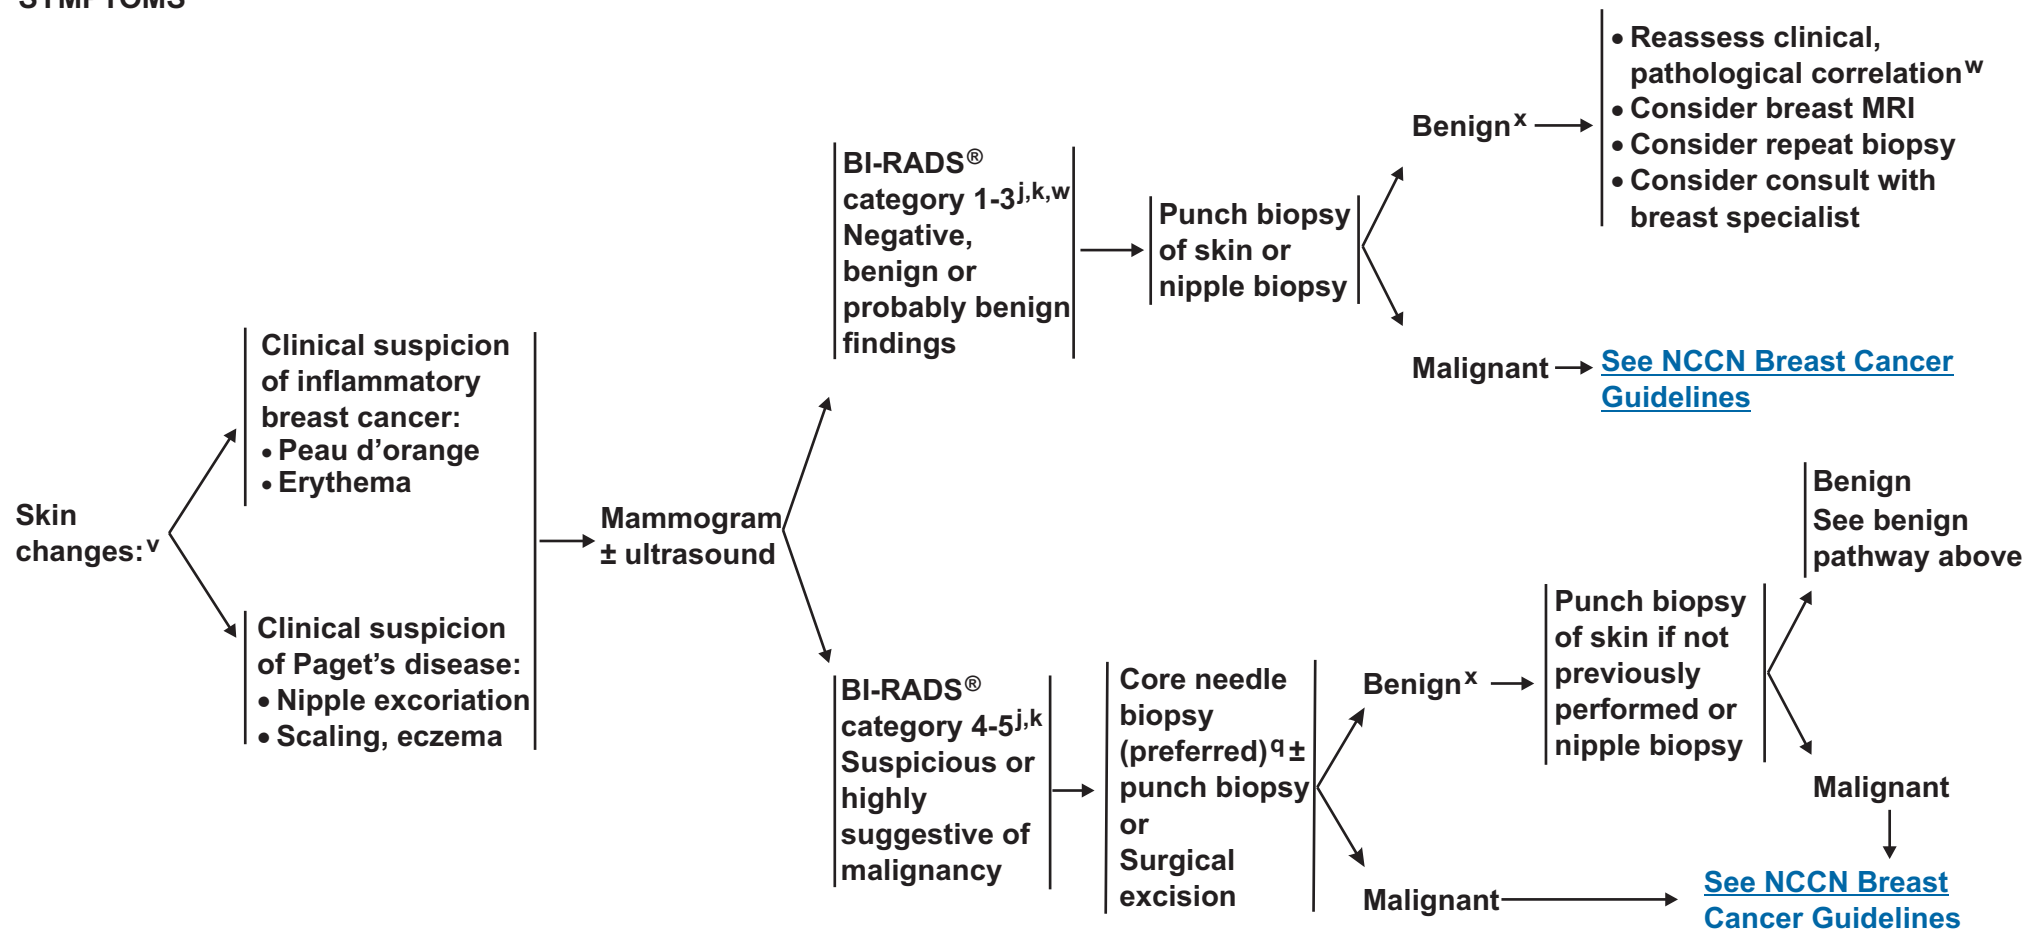 SYMPTOMS
Skin
changes:v
Clinical suspicion
of inflammatory
breast cancer:
• Peau d’orange
• Erythema
Clinical suspicion
of Paget’s disease:
• Nipple excoriation
• Scaling, eczema
Mammogram
± ultrasound
BI-RADS®
category 1-3j,k,w
Negative,
benign or
probably benign
findings
Punch biopsy
of skin or
nipple biopsy
Benignx
• Reassess clinical,
pathological correlationw
• Consider breast MRI
• Consider repeat biopsy
• Consider consult with
breast specialist
Malignant
See NCCN Breast Cancer
Guidelines
BI-RADS®
category 4-5j,k
Suspicious or
highly
suggestive of
malignancy
Core needle
biopsy
(preferred)q ±
punch biopsy
or
Surgical
excision
Benignx
Punch biopsy
of skin if not
previously
performed or
nipple biopsy
Benign
See benign
pathway above
Malignant
Malignant
See NCCN Breast
Cancer Guidelines